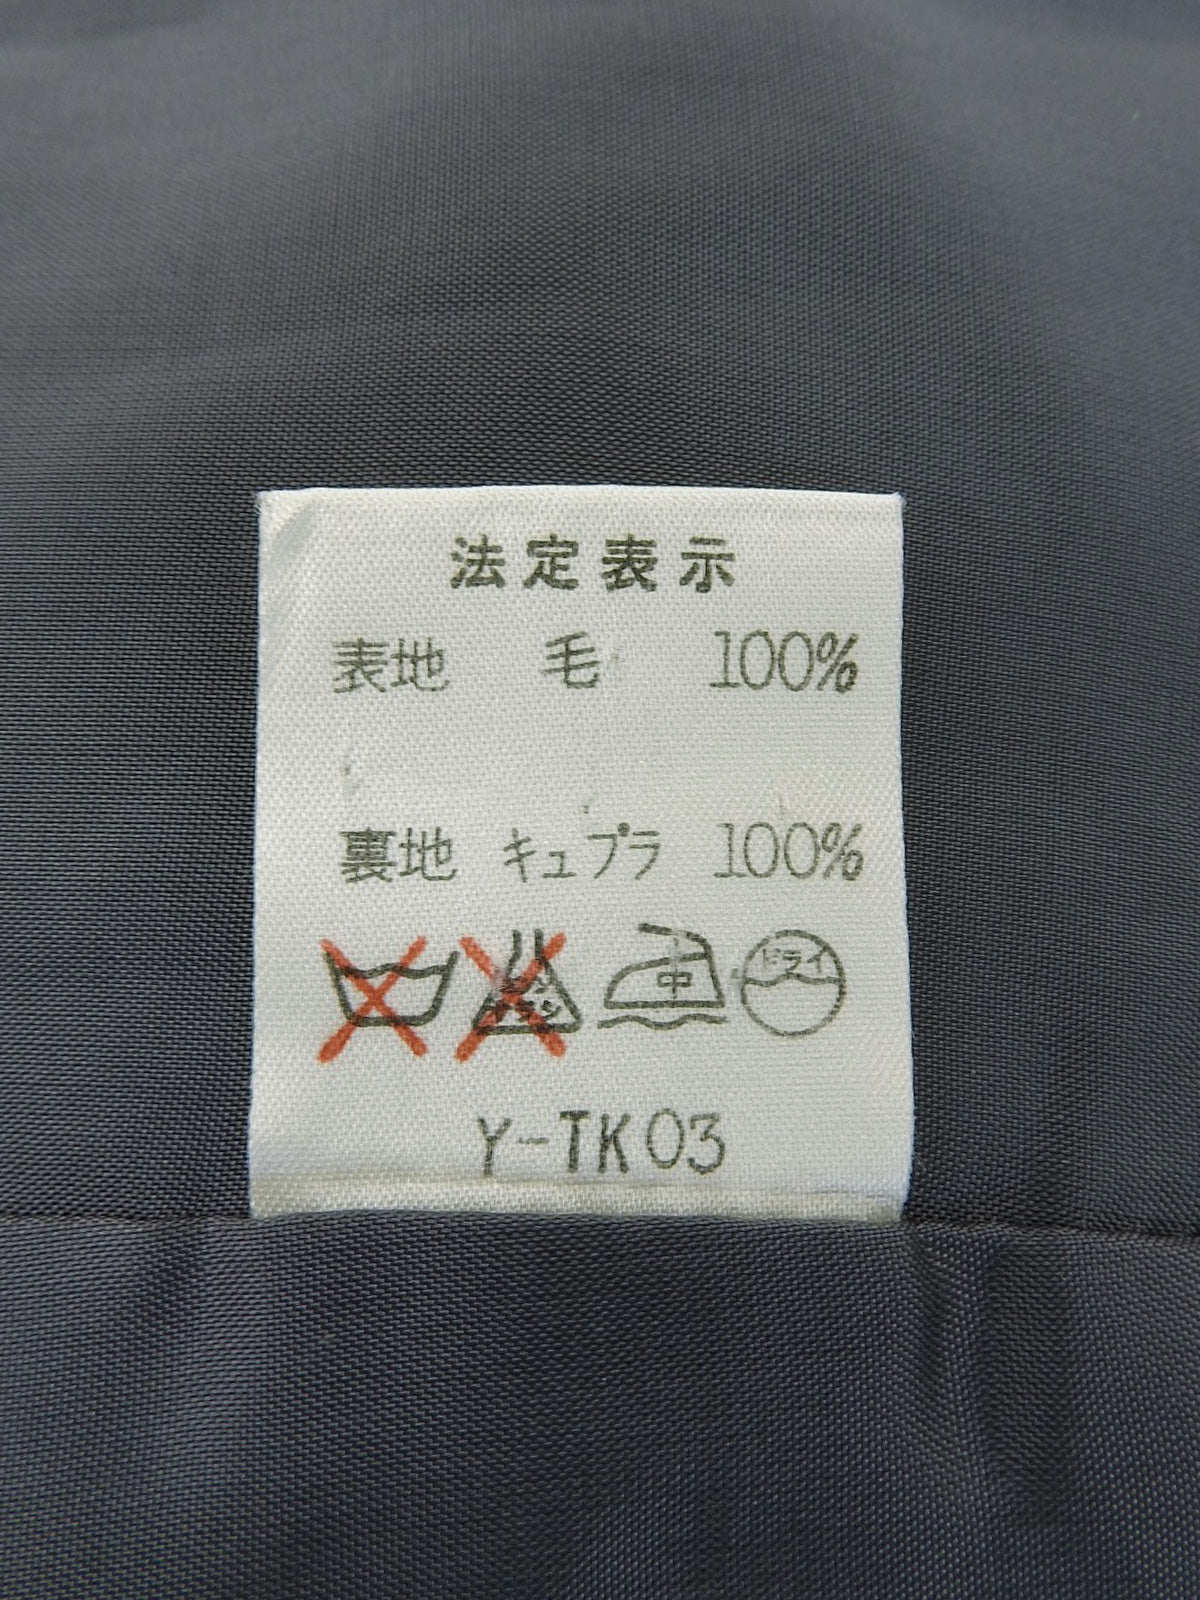 法定表示
表地 毛 100%
裏地 キュプラ 100%
中 ドライ
Y-TK03